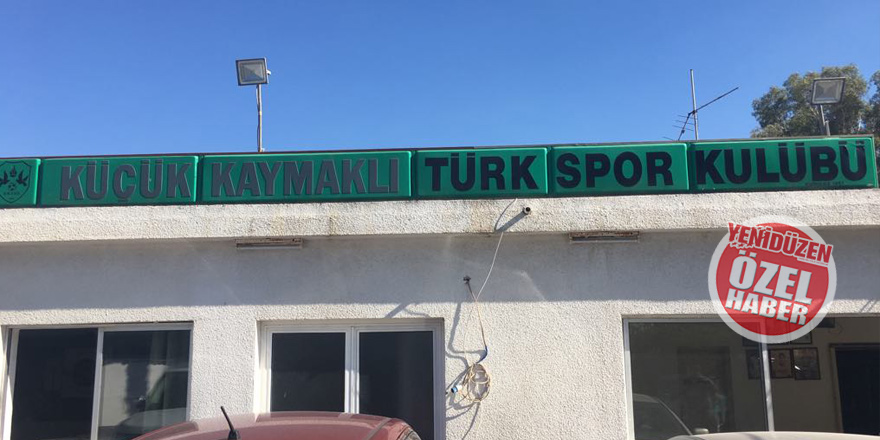 KÜÇÜK KAYMAKLI TÜRK SPOR KULÜBÜ
YENİDÜZEN
ÖZEL
HABER